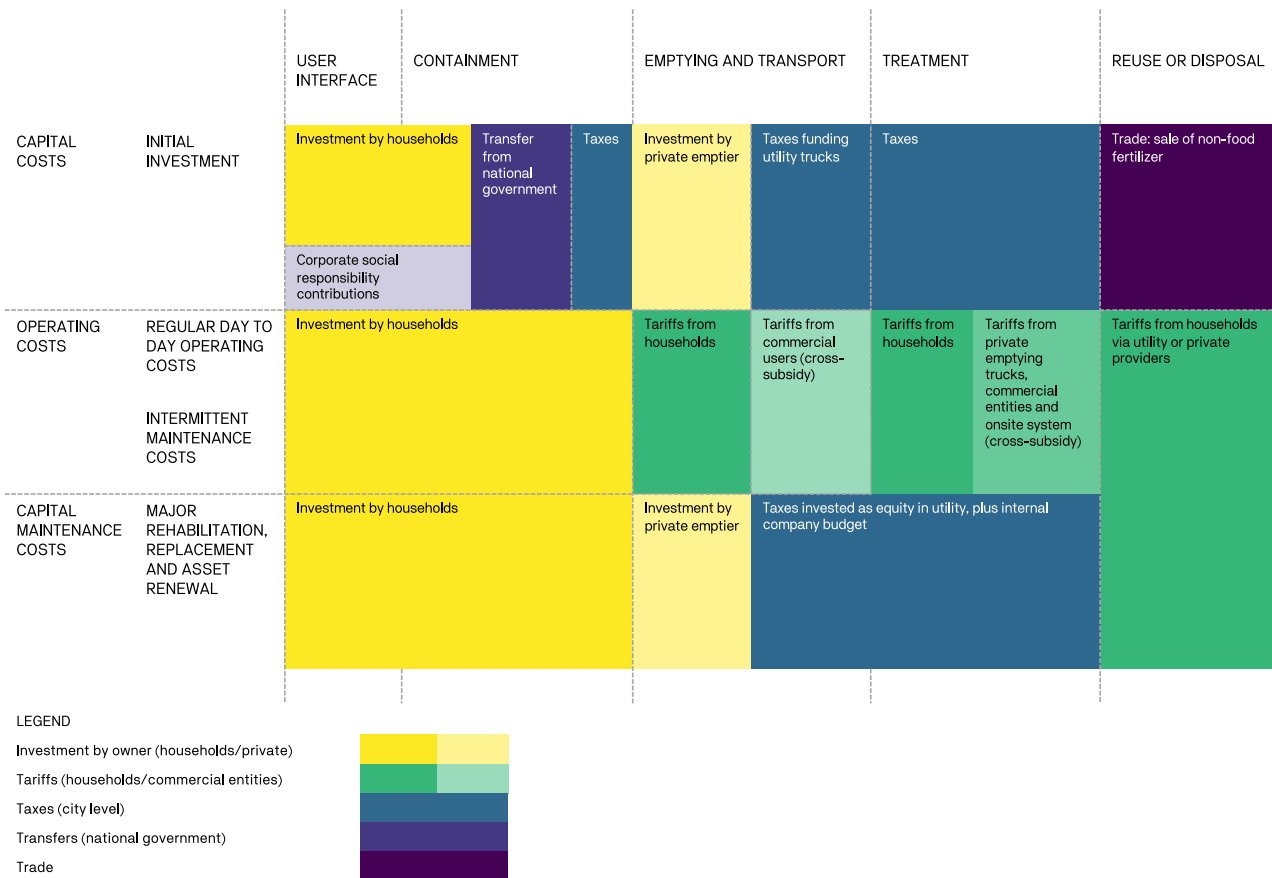 USER
INTERFACE
CONTAINMENT
EMPTYING AND TRANSPORT
TREATMENT
REUSE OR DISPOSAL
CAPITAL
COSTS
INITIAL
INVESTMENT
Investment by households
Transfer
from
national
government
Taxes
Investment by
private emptier
Taxes funding
utility trucks
Taxes
Trade: sale of non-food
fertilizer
Corporate social
responsibility
contributions
OPERATING
COSTS
REGULAR DAY TO
DAY OPERATING
COSTS
INTERMITTENT
MAINTENANCE
COSTS
Investment by households
Tariffs from
households
Tariffs from
commercial
users (cross-
subsidy)
Tariffs from
households
Tariffs from
private
emptying
trucks,
commercial
entities and
onsite system
(cross-subsidy)
Tariffs from households
via utility or private
providers
CAPITAL
MAINTENANCE
COSTS
MAJOR
REHABILITATION,
REPLACEMENT
AND ASSET
RENEWAL
Investment by households
Investment by
private emptier
Taxes invested as equity in utility, plus internal
company budget
LEGEND
Investment by owner (households/private)
Tariffs (households/commercial entities)
Taxes (city level)
Transfers (national government)
Trade